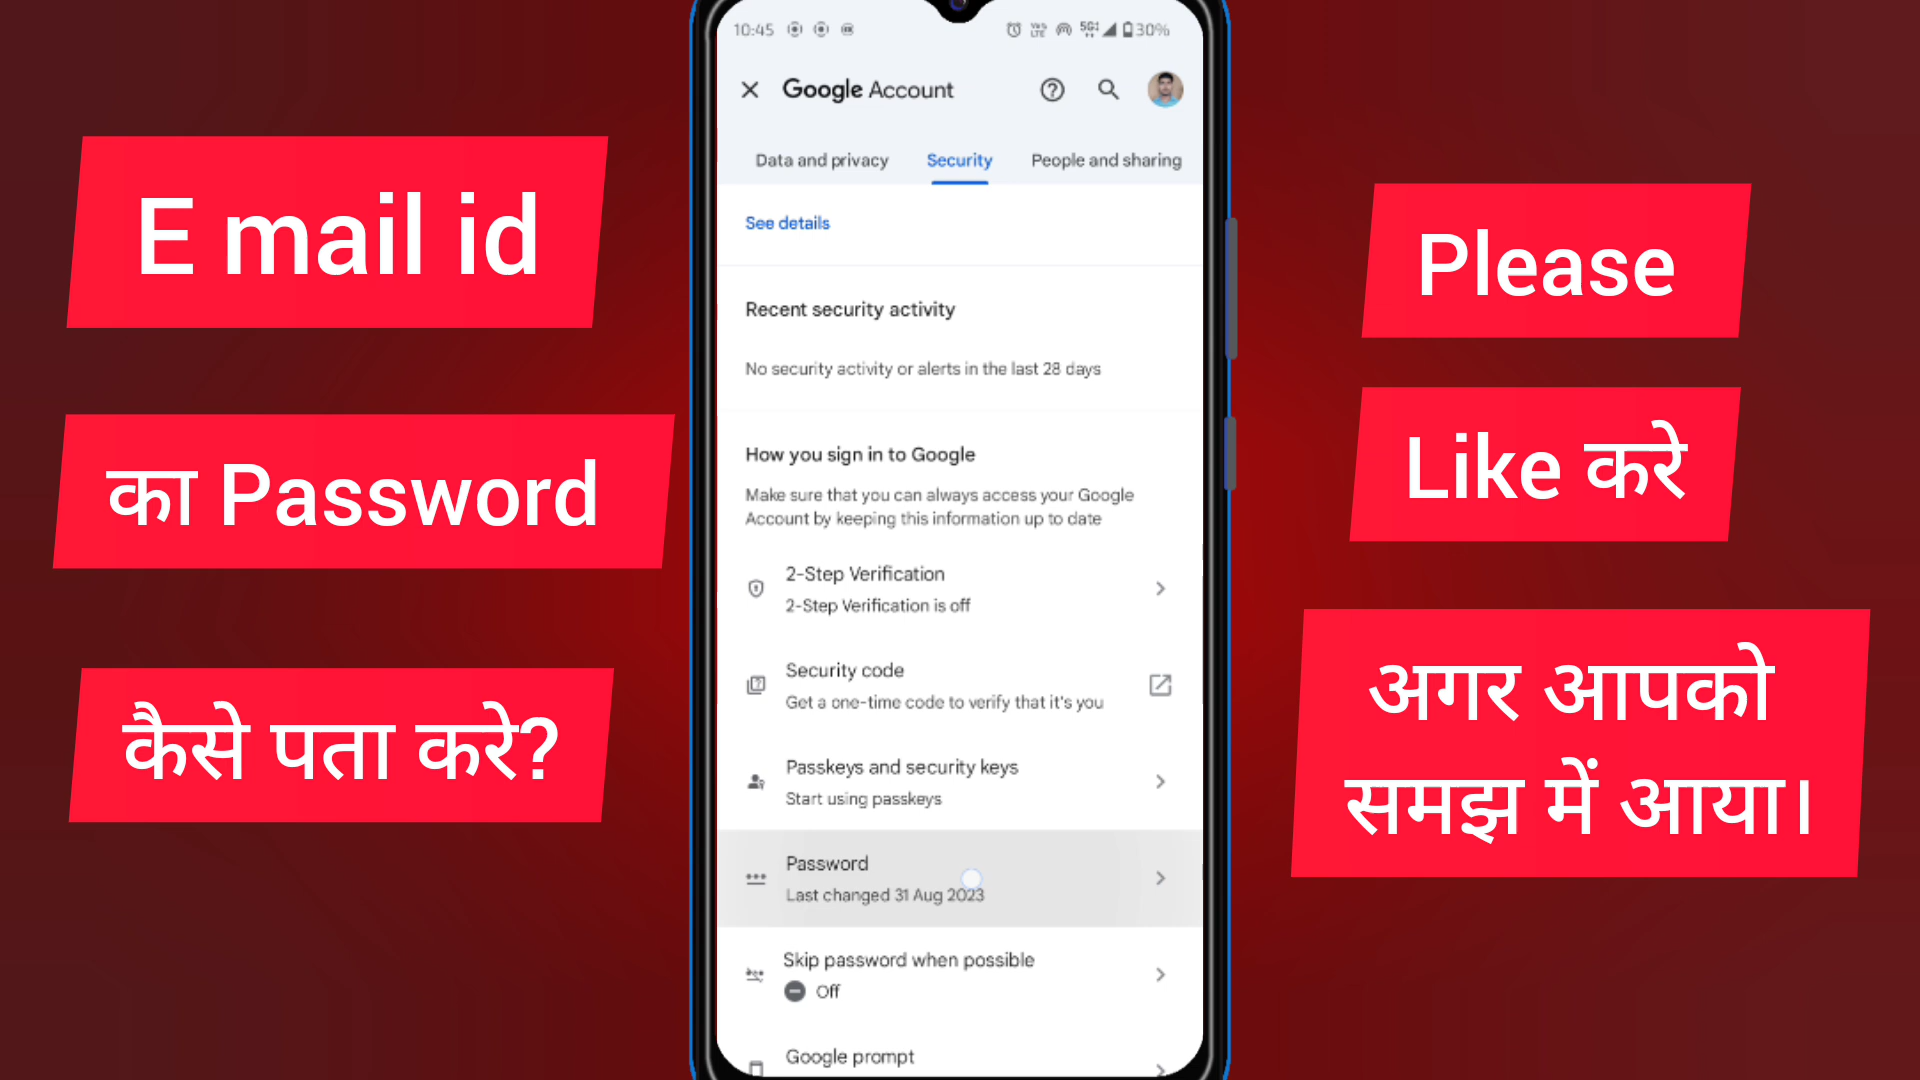 E mail id
का Password
कैसे पता करे?
10:45
5G
30%
Google Account
Data and privacy
Security
People and sharing
See details
Recent security activity
No security activity or alerts in the last 28 days
How you sign in to Google
Make sure that you can always access your Google
Account by keeping this information up to date
2-Step Verification
2-Step Verification is off
Security code
Get a one-time code to verify that it's you
Passkeys and security keys
Start using passkeys
Password
Last changed 31 Aug 2023
Skip password when possible
Off
Google prompt
Please
Like करे
अगर आपको
समझ में आया।